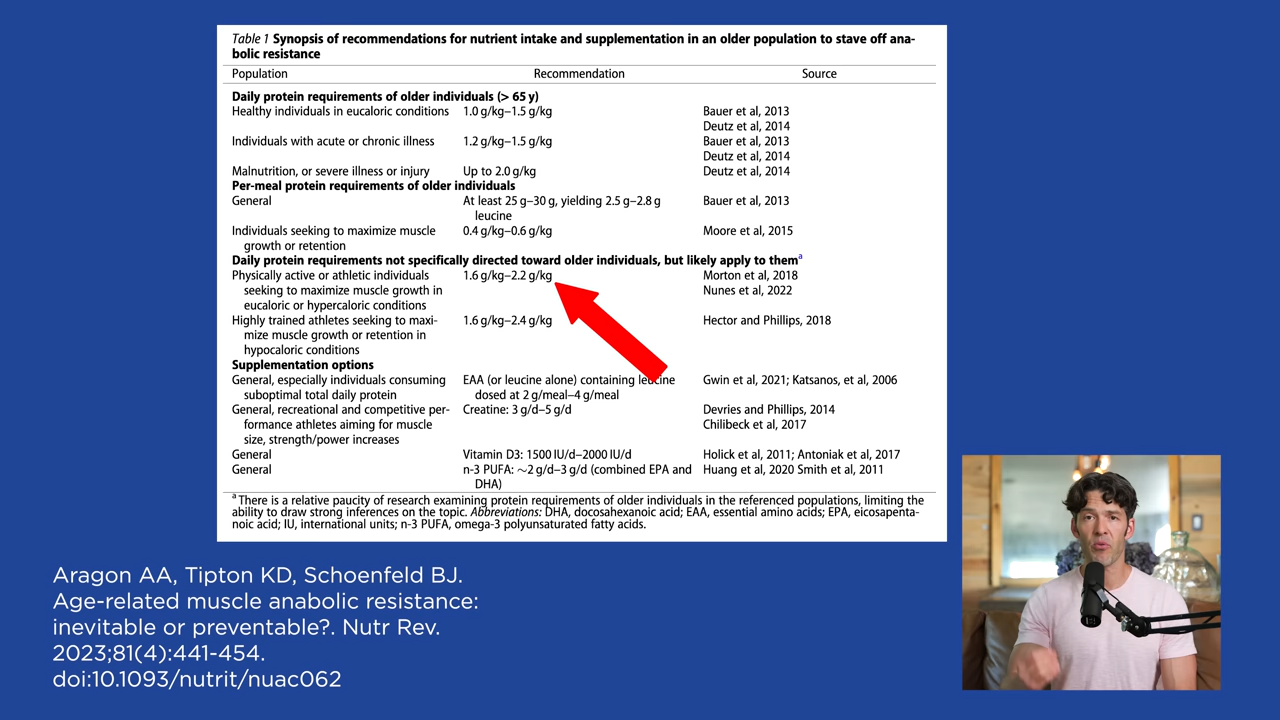 Table 1 Synopsis of recommendations for nutrient intake and supplementation in an older population to stave off ana-
bolic resistance
Population Recommendation Source
Daily protein requirements of older individuals (> 65 y)
Healthy individuals in eucaloric conditions 1.0 g/kg–1.5 g/kg Bauer et al, 2013
Deutz et al, 2014
Individuals with acute or chronic illness 1.2 g/kg–1.5 g/kg Bauer et al, 2013
Deutz et al, 2014
Malnutrition, or severe illness or injury Up to 2.0 g/kg Deutz et al, 2014
Per-meal protein requirements of older individuals
General At least 25 g–30 g, yielding 2.5 g–2.8 g Bauer et al, 2013
leucine
Individuals seeking to maximize muscle 0.4 g/kg–0.6 g/kg Moore et al, 2015
growth or retention
Daily protein requirements not specifically directed toward older individuals, but likely apply to them^a
Physically active or athletic individuals 1.6 g/kg–2.2 g/kg Morton et al, 2018
seeking to maximize muscle growth in Nunes et al, 2022
eucaloric or hypercaloric conditions
Highly trained athletes seeking to maxi- 1.6 g/kg–2.4 g/kg Hector and Phillips, 2018
mize muscle growth or retention in
hypocaloric conditions
Supplementation options
General, especially individuals consuming EAA (or leucine alone) containing leucine Gwin et al, 2021; Katsanos, et al, 2006
suboptimal total daily protein dosed at 2 g/meal–4 g/meal
General, recreational and competitive per- Creatine: 3 g/d–5 g/d Devries and Phillips, 2014
formance athletes aiming for muscle Chilibeck et al, 2017
size, strength/power increases
General Vitamin D3: 1500 IU/d–2000 IU/d Holick et al, 2011; Antoniak et al, 2017
General n-3 PUFA: ~2 g/d–3 g/d (combined EPA and Huang et al, 2020 Smith et al, 2011
DHA)
^a There is a relative paucity of research examining protein requirements of older individuals in the referenced populations, limiting the
ability to draw strong inferences on the topic. Abbreviations: DHA, docosahexanoic acid; EAA, essential amino acids; EPA, eicosapenta-
noic acid; IU, international units; n-3 PUFA, omega-3 polyunsaturated fatty acids.
Aragon AA, Tipton KD, Schoenfeld BJ.
Age-related muscle anabolic resistance:
inevitable or preventable?. Nutr Rev.
2023;81(4):441-454.
doi:10.1093/nutrit/nuac062